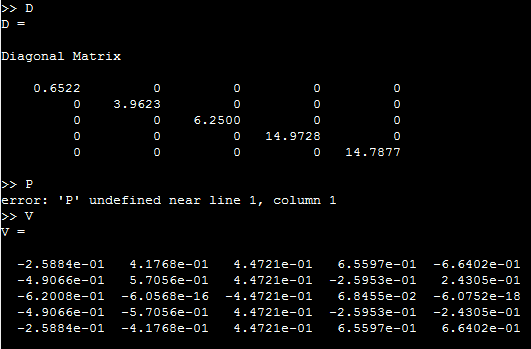 >> D
D =
Diagonal Matrix
0.6522 0 0 0 0
0 3.9623 0 0 0
0 0 6.2500 0 0
0 0 0 14.9728 0
0 0 0 0 14.7877
>> P
error: 'P' undefined near line 1, column 1
>> V
V =
-2.5884e-01 4.1768e-01 4.4721e-01 6.5597e-01 -6.6402e-01
-4.9066e-01 5.7056e-01 4.4721e-01 -2.5953e-01 2.4305e-01
-6.2008e-01 -6.0568e-16 -4.4721e-01 6.8455e-02 -6.0752e-18
-4.9066e-01 -5.7056e-01 4.4721e-01 -2.5953e-01 -2.4305e-01
-2.5884e-01 -4.1768e-01 4.4721e-01 6.5597e-01 6.6402e-01